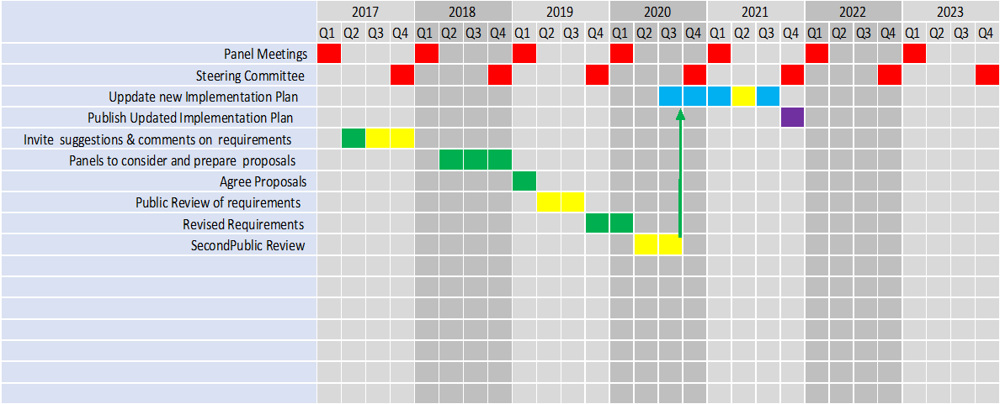 2017 2018 2019 2020 2021 2022 2023
Q1 Q2 Q3 Q4 Q1 Q2 Q3 Q4 Q1 Q2 Q3 Q4 Q1 Q2 Q3 Q4 Q1 Q2 Q3 Q4 Q1 Q2 Q3 Q4 Q1 Q2 Q3 Q4
Panel Meetings
Steering Committee
Uppdate new Implementation Plan
Publish Updated Implementation Plan
Invite suggestions & comments on requirements
Panels to consider and prepare proposals
Agree Proposals
Public Review of requirements
Revised Requirements
SecondPublic Review